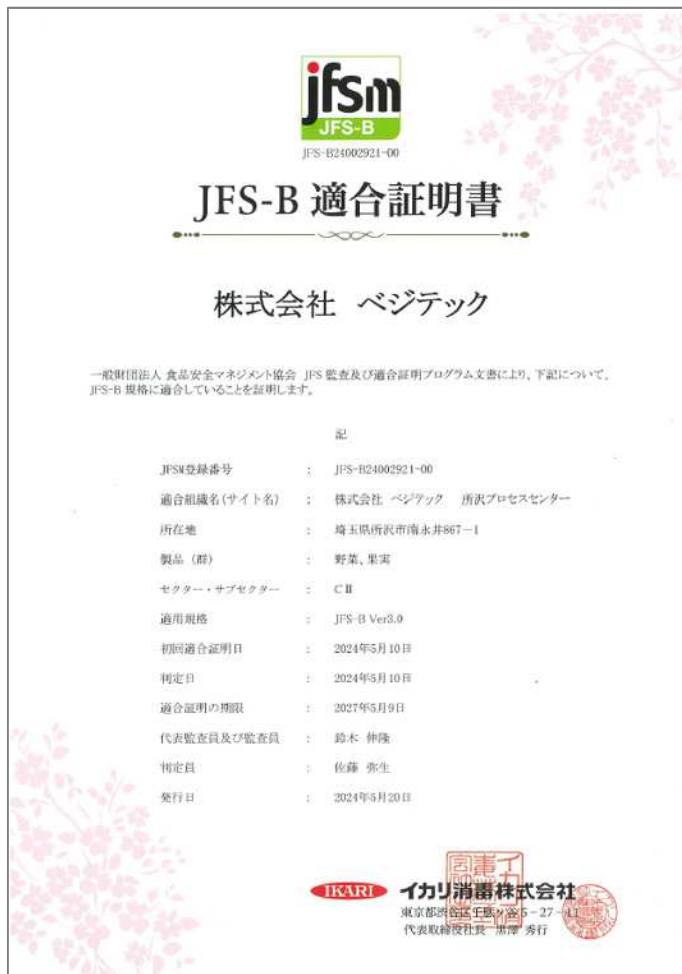 jfsm
JFS-B
JFS-B24002921-00
JFS-B 適合証明書
株式会社 ベジテック
一般財団法人 食品安全マネジメント協会 JFS 監査及び適合証明プログラム文書により、下記について、
JFS-B 規格に適合していることを証明します。
記
JFSM登録番号 : JFS-B24002921-00
適合組織名(サイト名) : 株式会社 ベジテック 所沢プロセスセンター
所在地 : 埼玉県所沢市南永井867-1
製品(群) : 野菜、果実
セクター・サブセクター : CⅡ
適用規格 : JFS-B Ver3.0
初回適合証明日 : 2024年5月10日
判定日 : 2024年5月10日
適合証明の期限 : 2027年5月9日
代表監査員及び監査員 : 鈴木 伸隆
判定員 : 佐藤 弥生
発行日 : 2024年5月20日
IKARI イカリ消毒株式会社
東京都渋谷区千駄ヶ谷5-27-11
代表取締役社長 黒澤 秀行